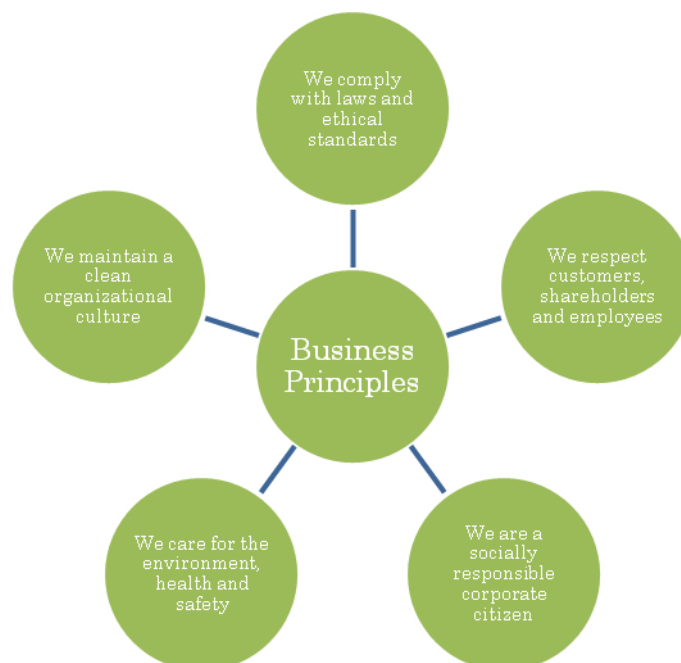 We comply
with laws and
ethical
standards
We maintain a
clean
organizational
culture
We respect
customers,
shareholders
and employees
Business
Principles
We care for the
environment,
health and
safety
We are a
socially
responsible
corporate
citizen